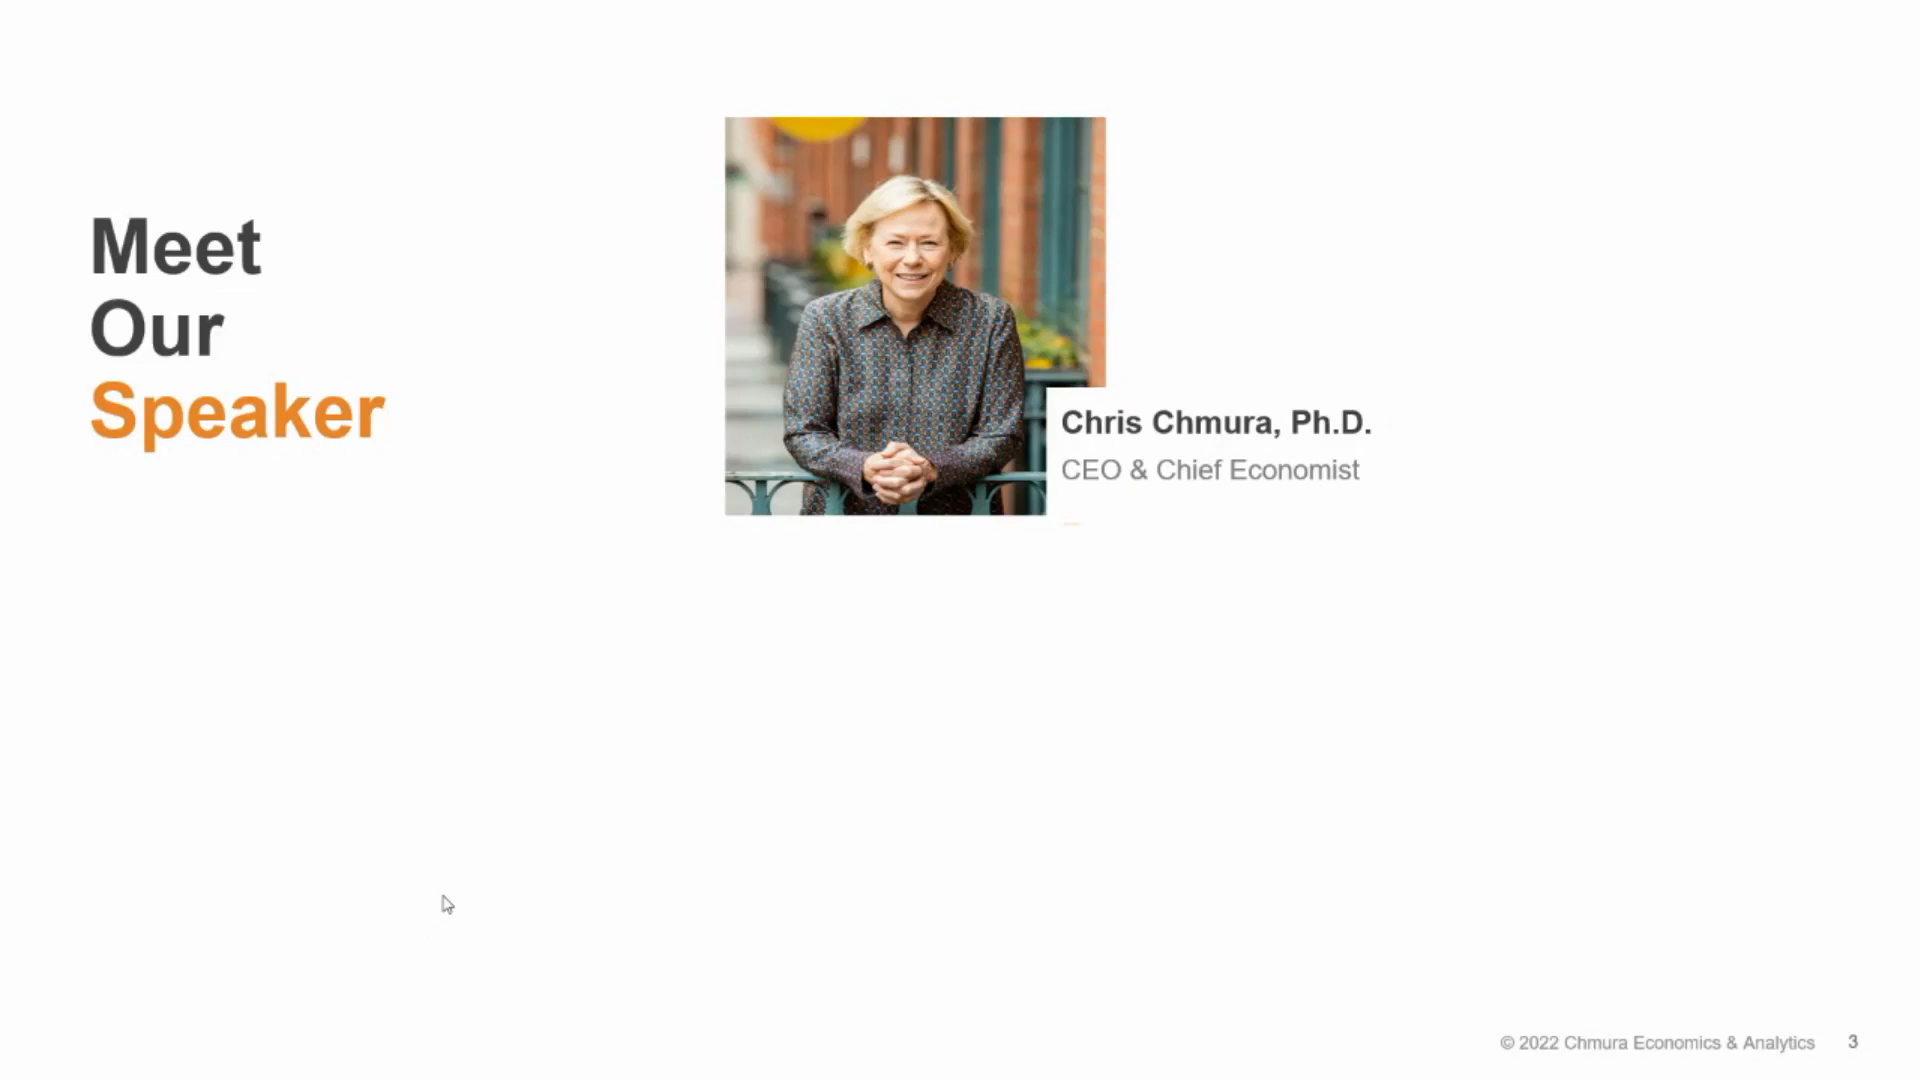 Meet
Our
Speaker
Chris Chmura, Ph.D.
CEO & Chief Economist
© 2022 Chmura Economics & Analytics 3